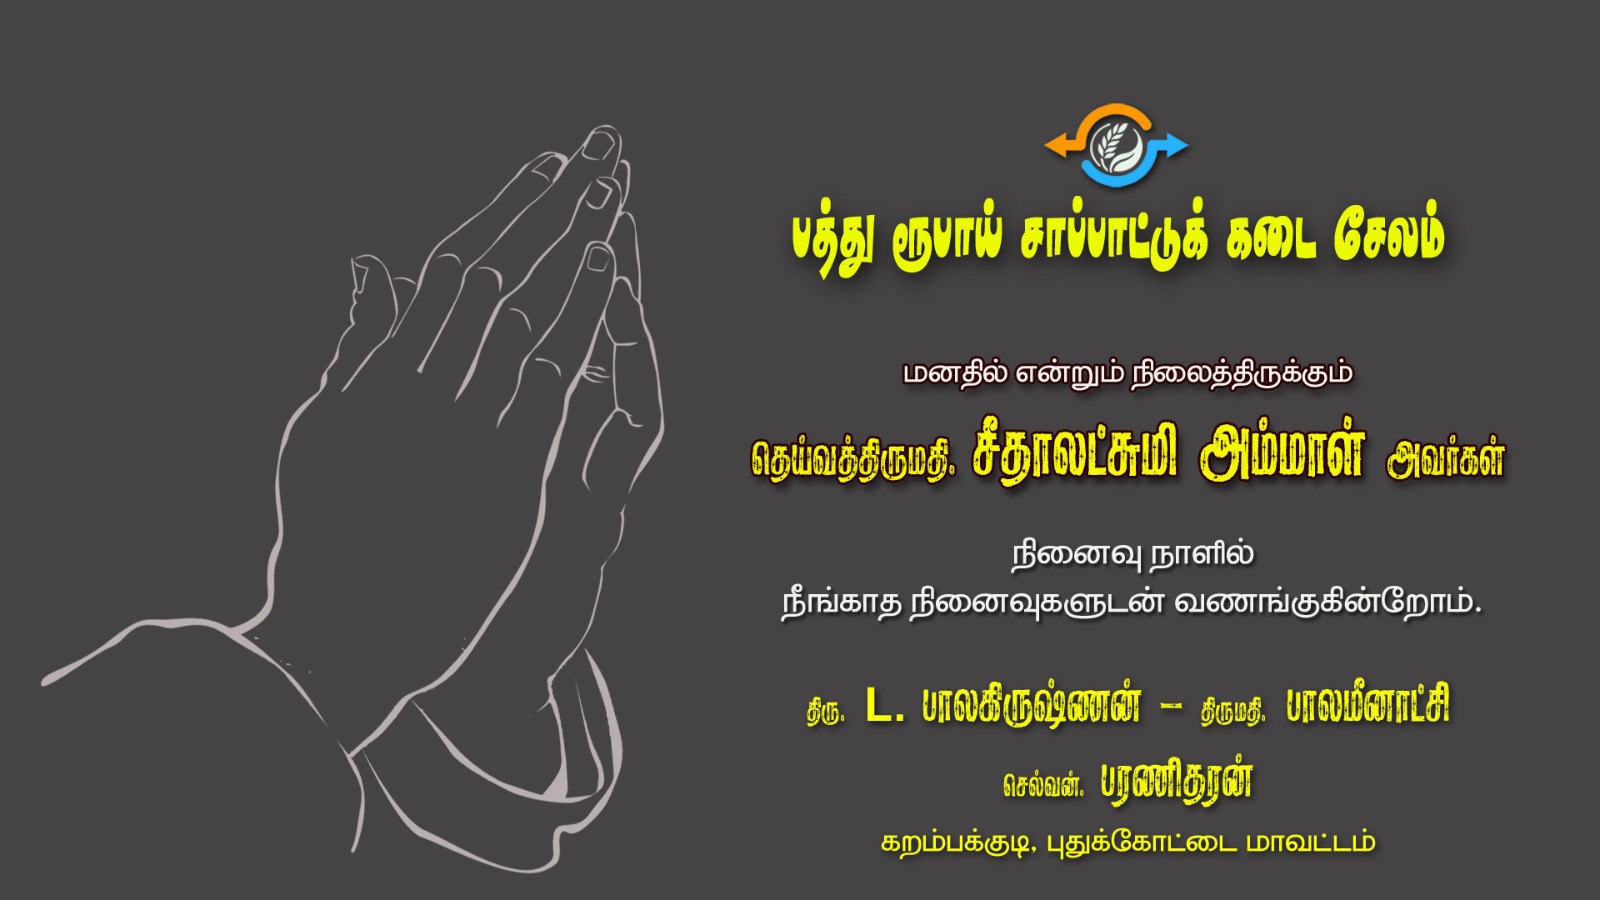 பத்து ரூபாய் சாப்பாட்டுக் கடை சேலம்
மனதில் என்றும் நிலைத்திருக்கும்
தெய்வத்திருமதி. சீதாலட்சுமி அம்மாள் அவர்கள்
நினைவு நாளில்
நீங்காத நினைவுகளுடன் வணங்குகின்றோம்.
திரு. L. பாலகிருஷ்ணன் - திருமதி. பாலமீனாட்சி
செல்வன். பரணிதரன்
கறம்பக்குடி, புதுக்கோட்டை மாவட்டம்